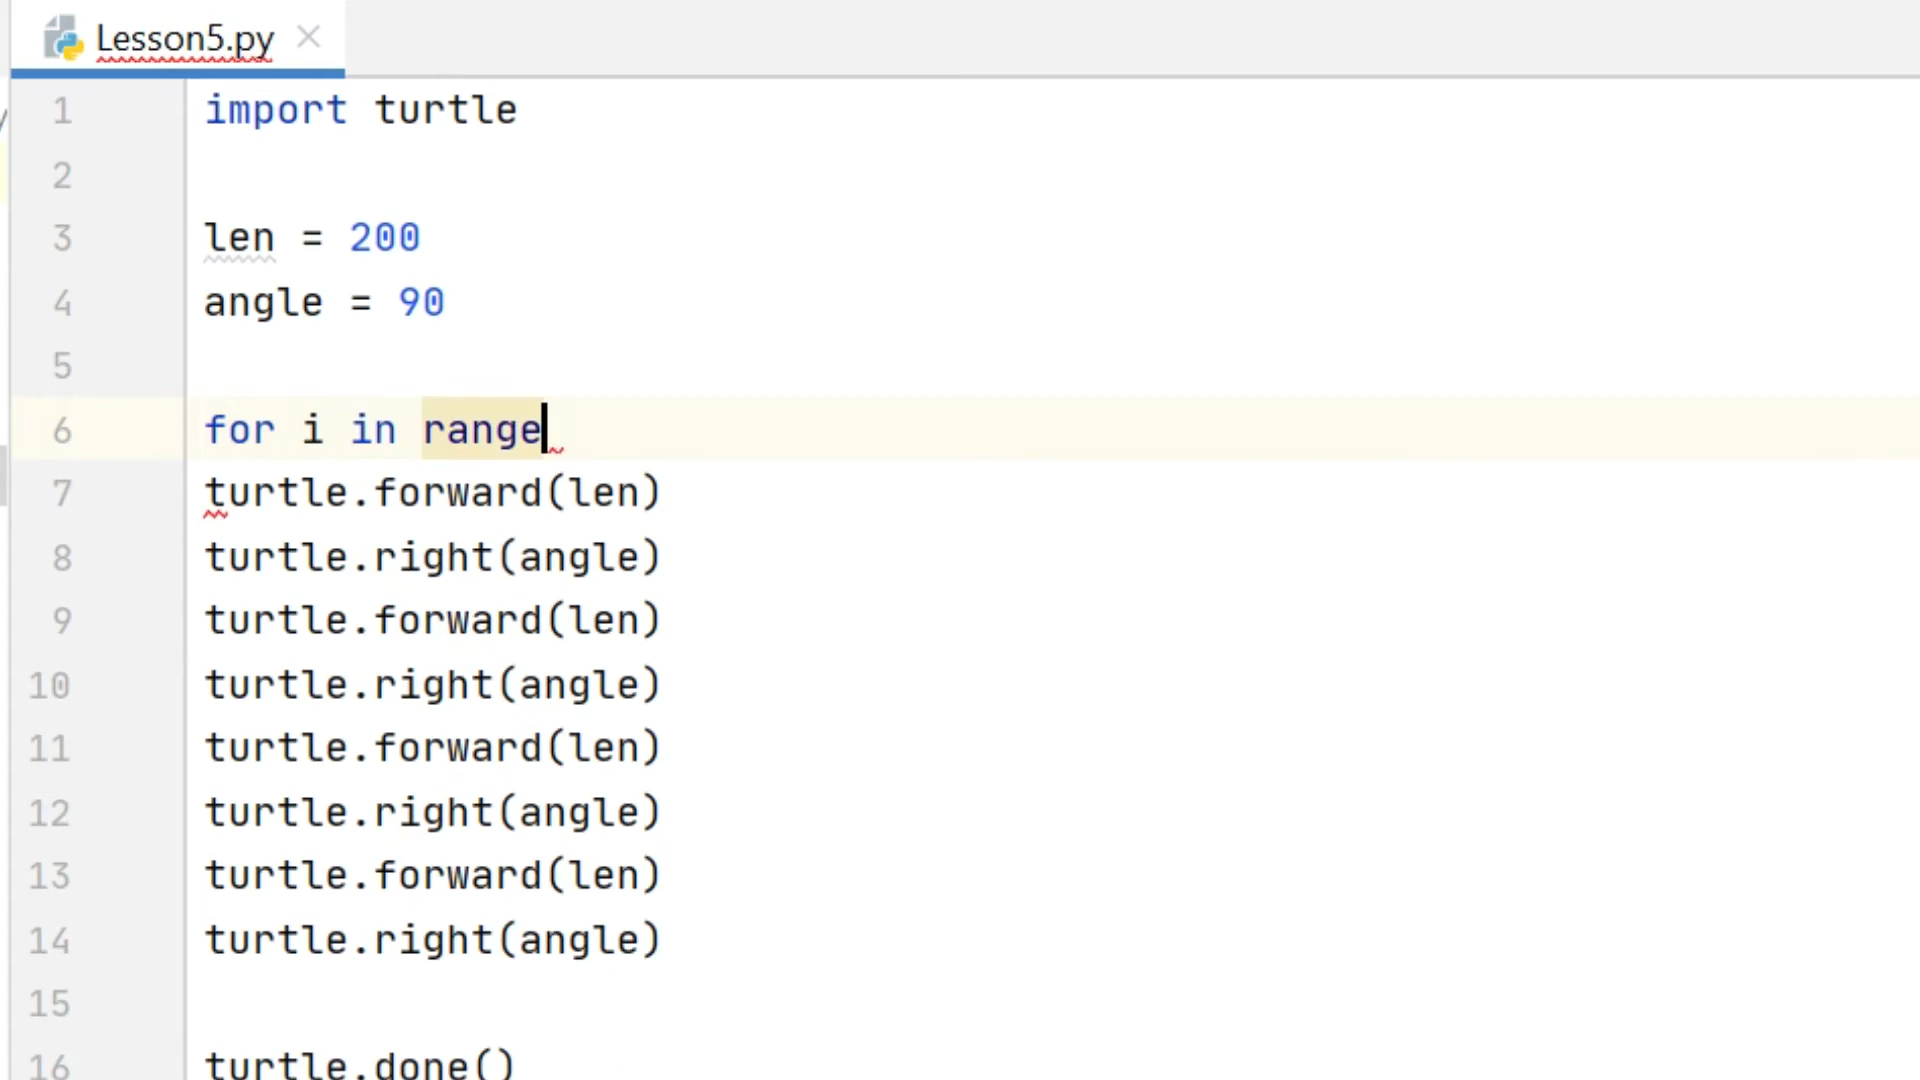 Lesson5.py
1 import turtle
2
3 len = 200
4 angle = 90
5
6 for i in range
7 turtle.forward(len)
8 turtle.right(angle)
9 turtle.forward(len)
10 turtle.right(angle)
11 turtle.forward(len)
12 turtle.right(angle)
13 turtle.forward(len)
14 turtle.right(angle)
15
16 turtle.done()